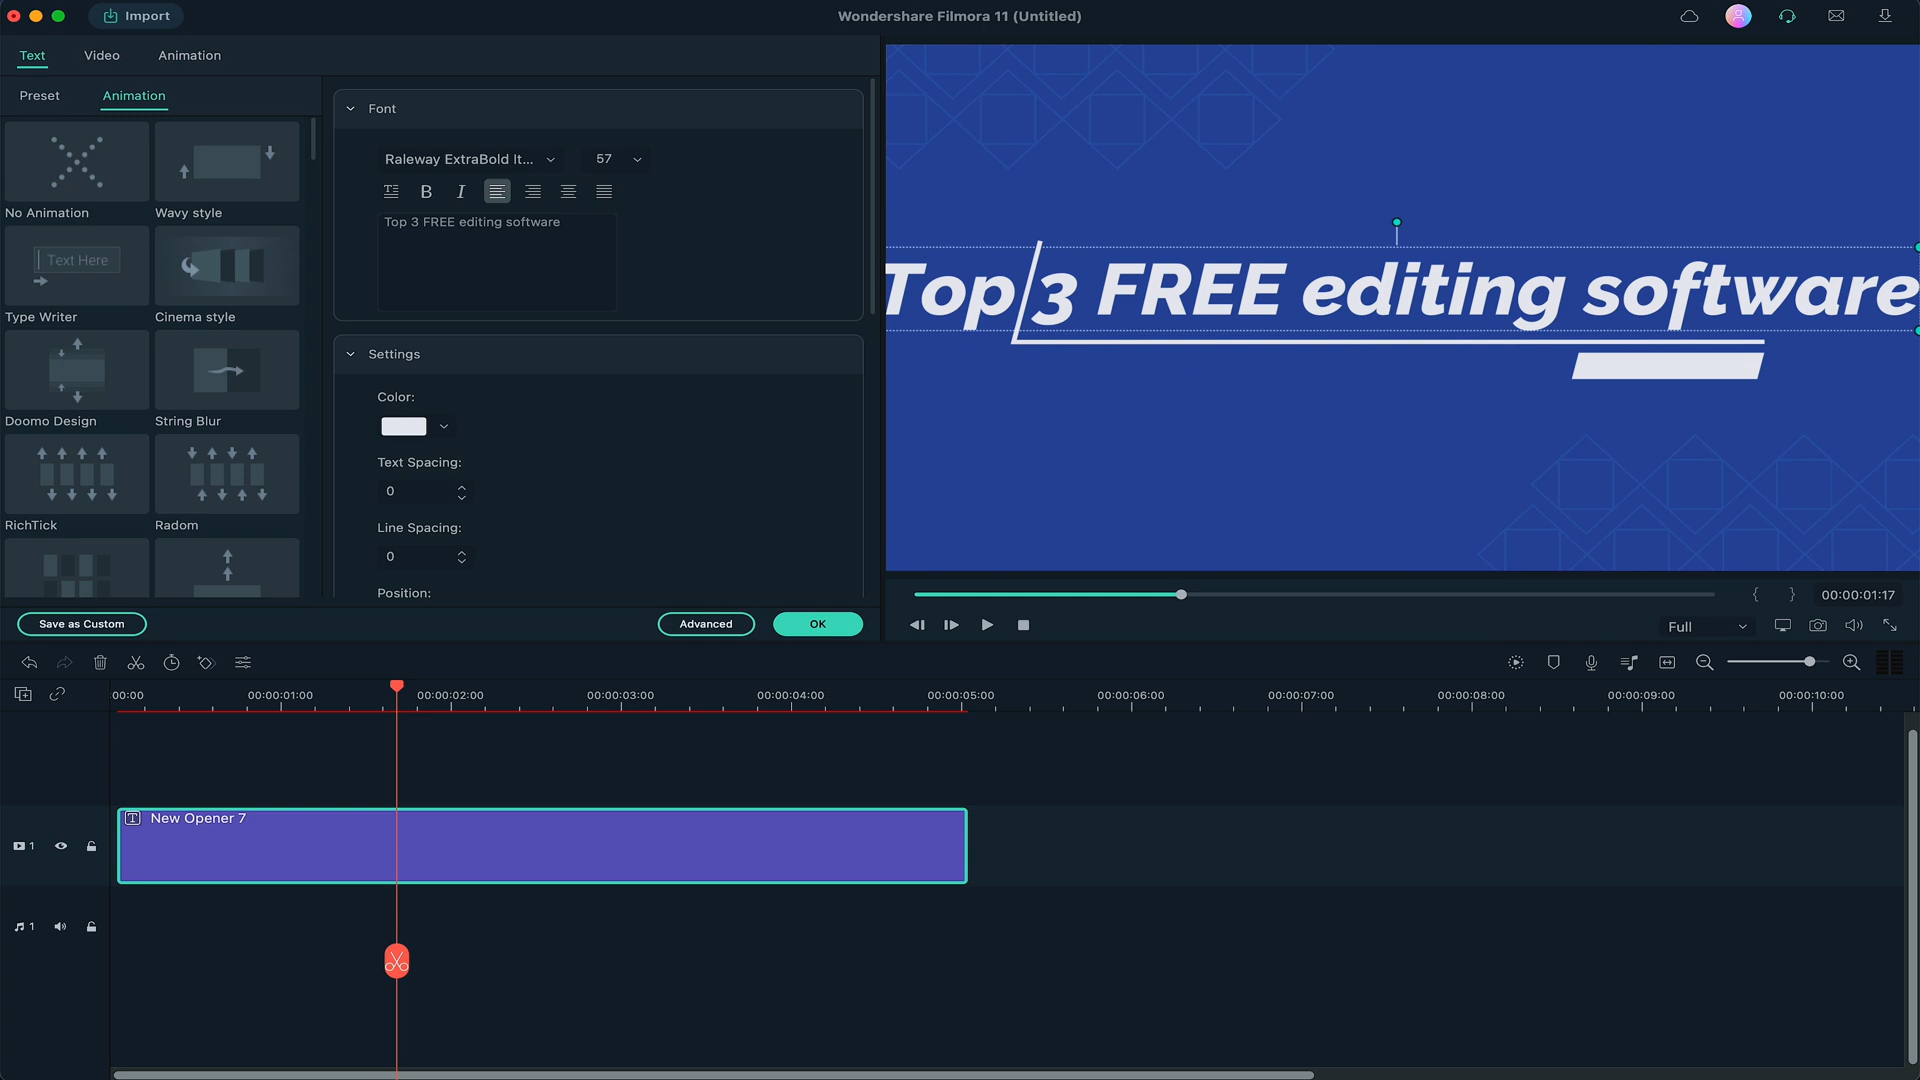 Import
Wondershare Filmora 11 (Untitled)
Text Video Animation
Preset Animation
No Animation
Wavy style
Text Here
Type Writer
Cinema style
Doomo Design
String Blur
RichTick
Radom
Font
Raleway ExtraBold It... 57
B I
Top 3 FREE editing software
Settings
Color:
Text Spacing:
0
Line Spacing:
0
Position:
Save as Custom
Advanced
OK
Top 3 FREE editing software
{ } 00:00:01:17
Full
:00:00 00:00:01:00 00:00:02:00 00:00:03:00 00:00:04:00 00:00:05:00 00:00:06:00 00:00:07:00 00:00:08:00 00:00:09:00 00:00:10:00
T New Opener 7
1
1